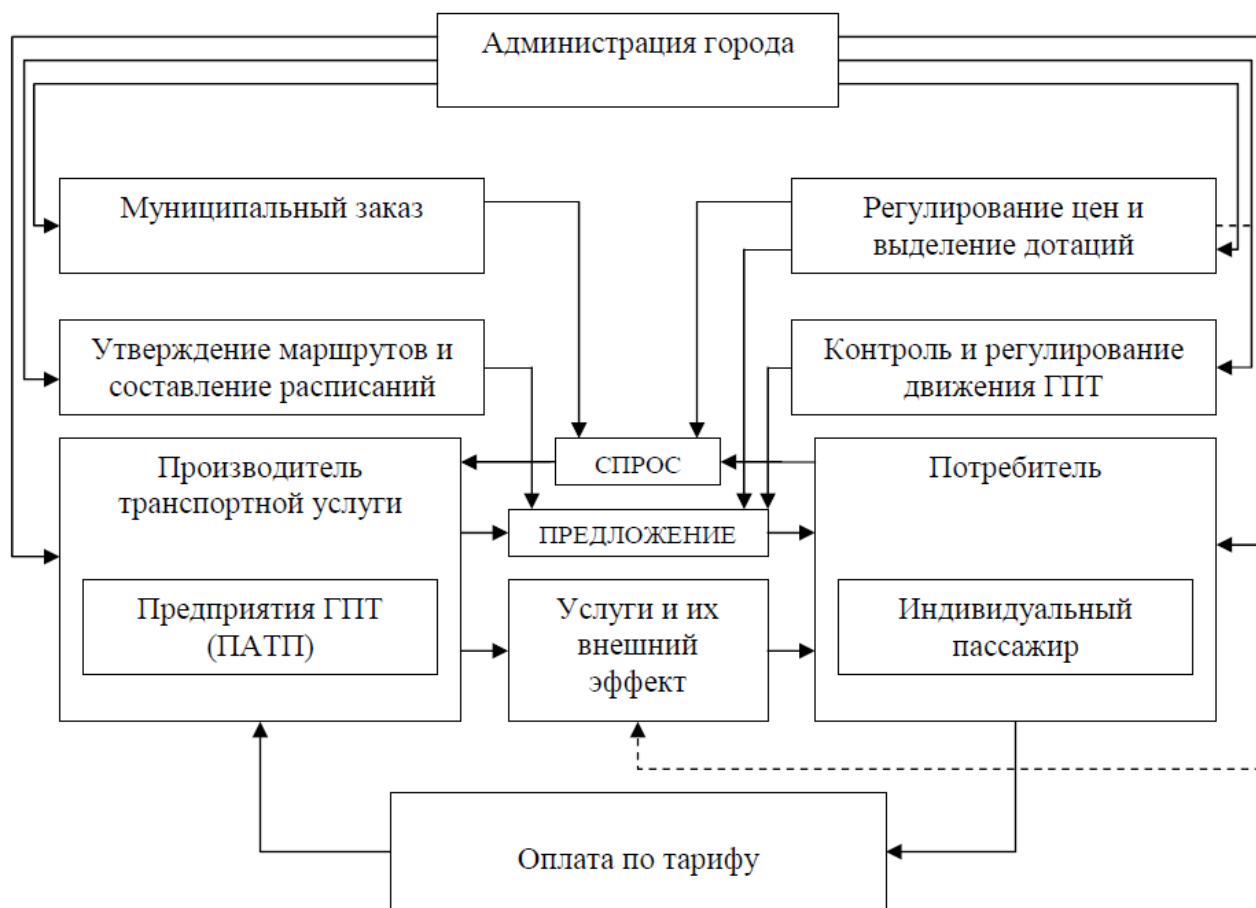 Администрация города
Муниципальный заказ
Регулирование цен и
выделение дотаций
Утверждение маршрутов и
составление расписаний
Контроль и регулирование
движения ГПТ
Производитель
транспортной услуги
СПРОС
Потребитель
ПРЕДЛОЖЕНИЕ
Предприятия ГПТ
(ПАТП)
Услуги и их
внешний
эффект
Индивидуальный
пассажир
Оплата по тарифу